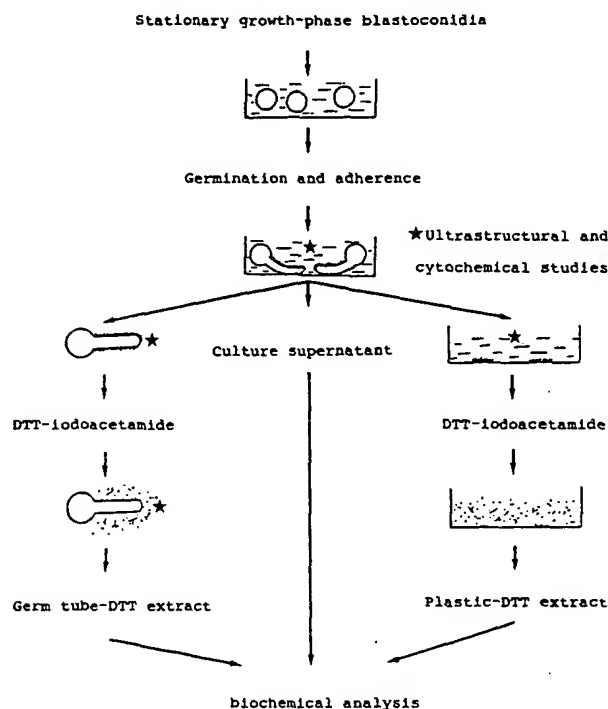 Stationary growth-phase blastoconidia
Germination and adherence
★Ultrastructural and
cytochemical studies
Culture supernatant
DTT-iodoacetamide
DTT-iodoacetamide
Germ tube-DTT extract
Plastic-DTT extract
biochemical analysis